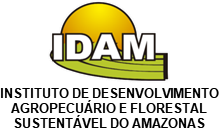 IDAM
INSTITUTO DE DESENVOLVIMENTO
AGROPECUÁRIO E FLORESTAL
SUSTENTÁVEL DO AMAZONAS